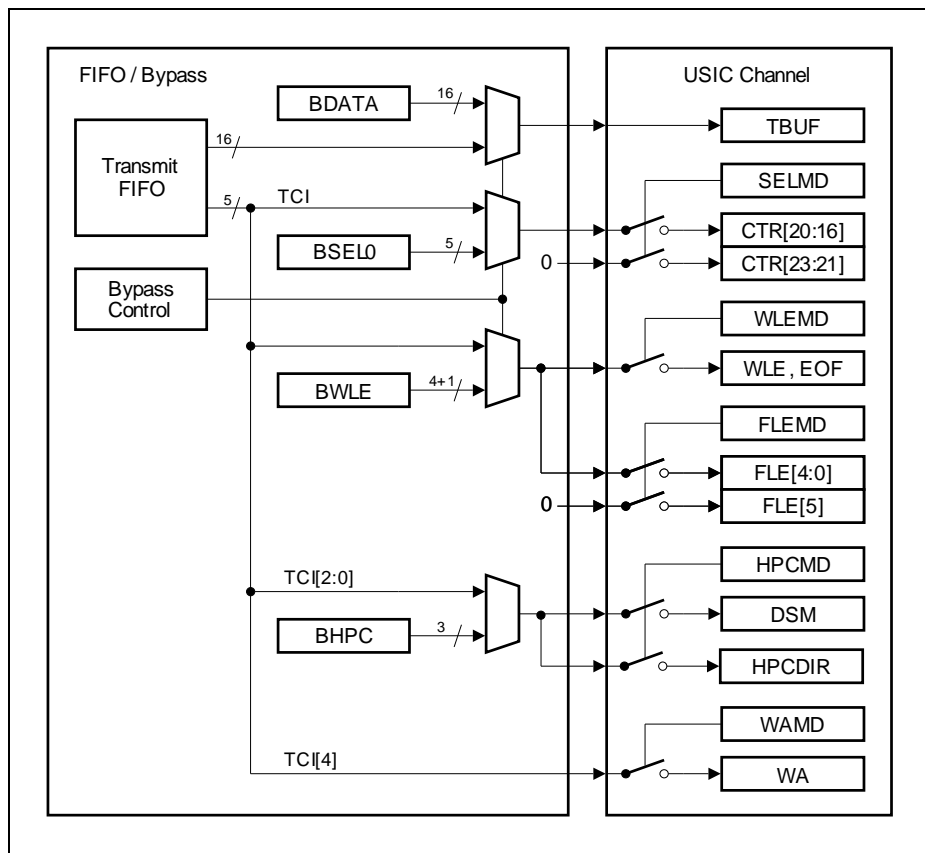 FIFO / Bypass
USIC Channel
BDATA
16
TBUF
Transmit
FIFO
16
5
TCI
SELMD
CTR[20:16]
BSEL0
5
0
CTR[23:21]
Bypass
Control
WLEMD
BWLE
4+1
WLE , EOF
FLEMD
FLE[4:0]
0
FLE[5]
TCI[2:0]
HPCMD
BHPC
3
DSM
HPCDIR
WAMD
TCI[4]
WA